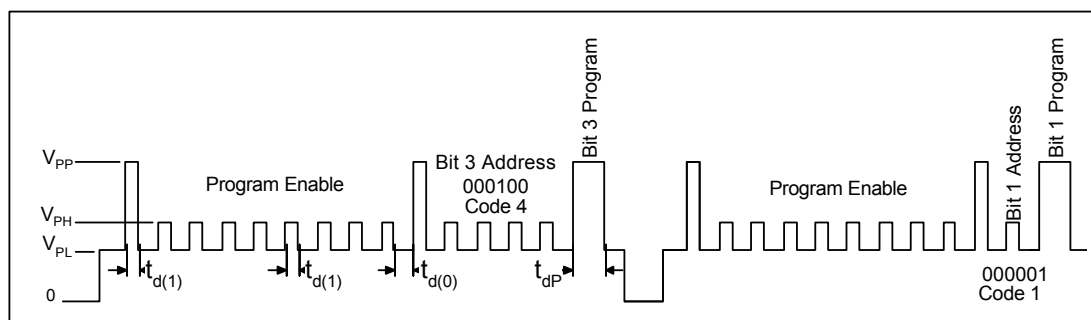 V_PP
V_PH
V_PL
0
Program Enable
t_d(1)
t_d(1)
t_d(0)
Bit 3 Address
000100
Code 4
Bit 3 Program
t_dP
Program Enable
Bit 1 Address
000001
Code 1
Bit 1 Program